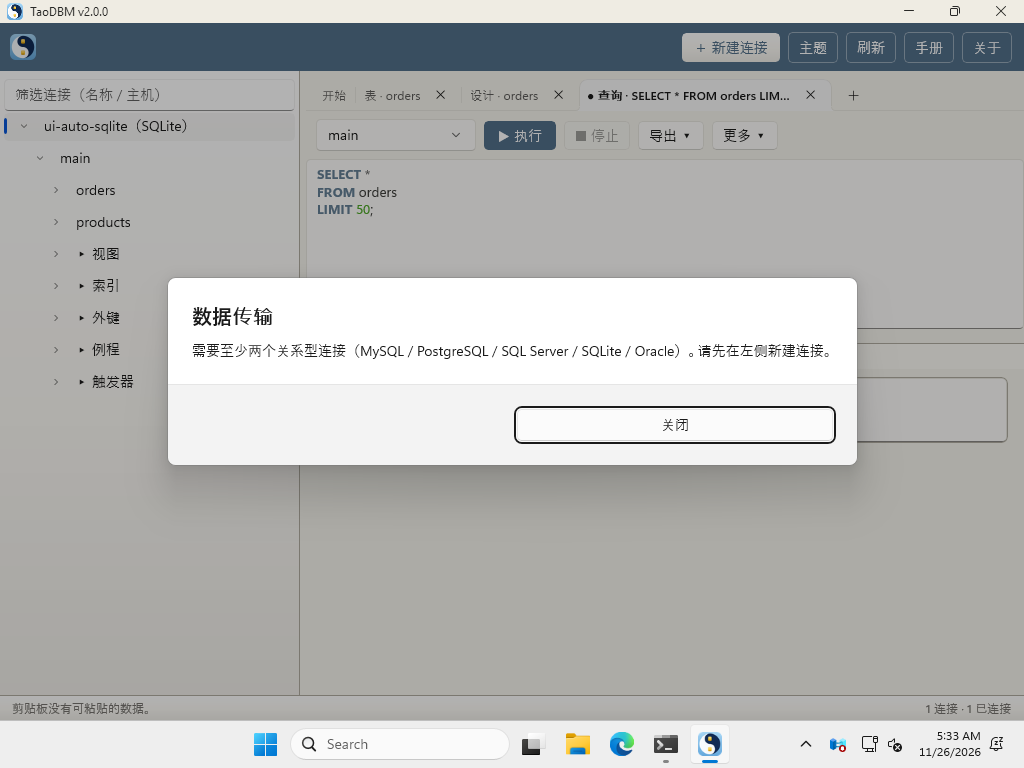 TaoDBM v2.0.0
+ 新建连接 主题 刷新 手册 关于
筛选连接（名称 / 主机）
开始 表 · orders 设计 · orders ● 查询 · SELECT * FROM orders LIM...
ui-auto-sqlite（SQLite）
main
orders
products
视图
索引
外键
例程
触发器
main 执行 停止 导出 更多
SELECT *
FROM orders
LIMIT 50;
数据传输
需要至少两个关系型连接（MySQL / PostgreSQL / SQL Server / SQLite / Oracle）。请先在左侧新建连接。
关闭
剪贴板没有可粘贴的数据。
1 连接 · 1 已连接
Search
5:33 AM
11/26/2026